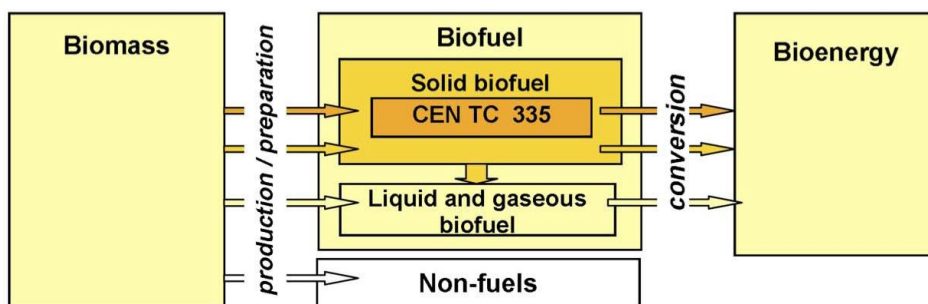 Biomass
production / preparation
Biofuel
Solid biofuel
CEN TC 335
Liquid and gaseous
biofuel
Non-fuels
conversion
Bioenergy